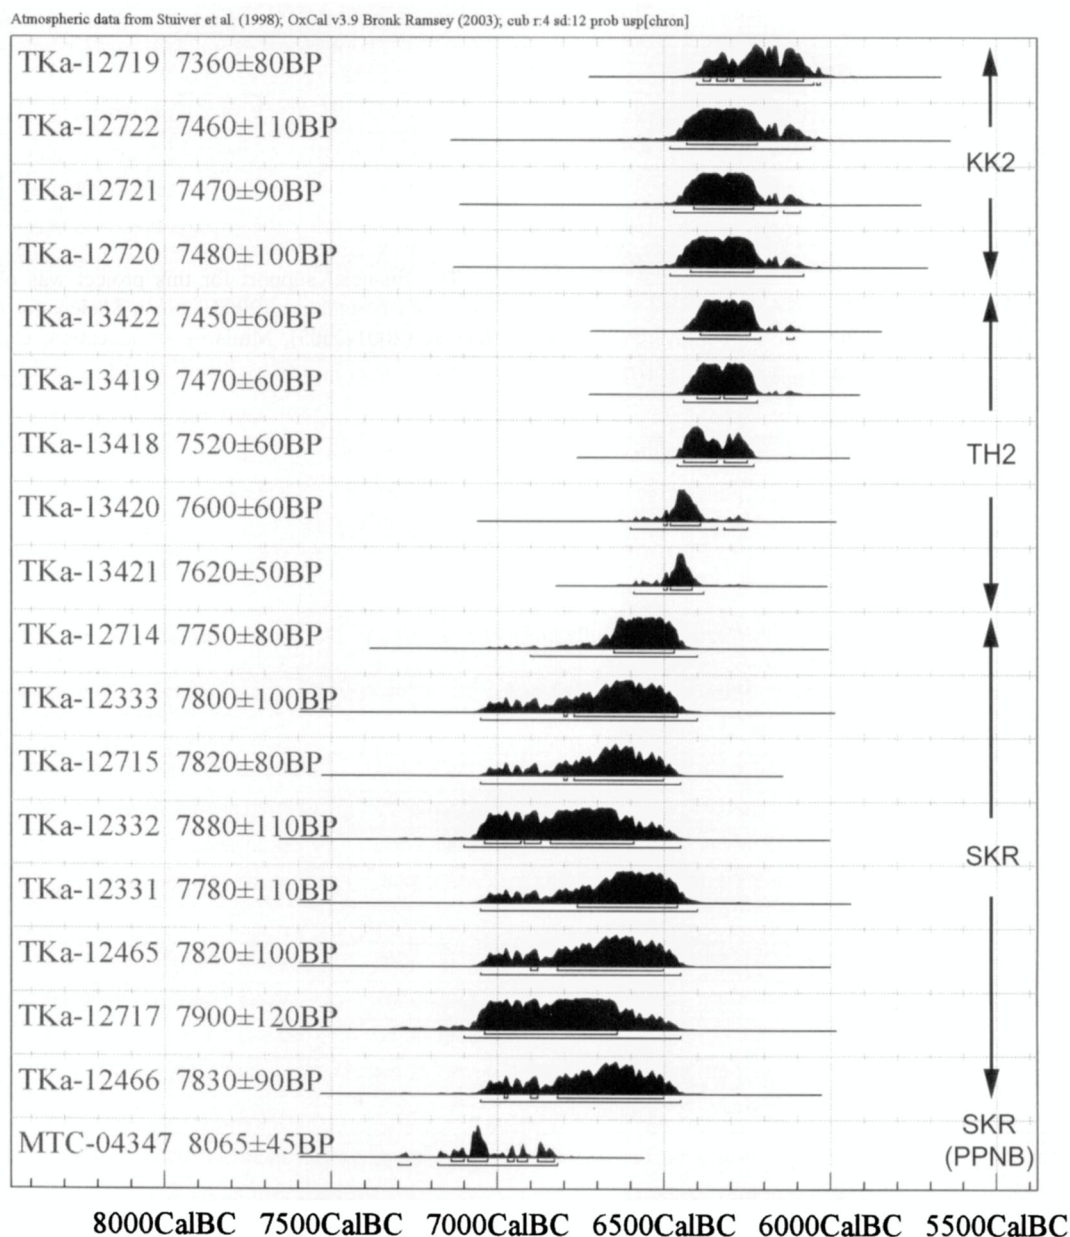 Atmospheric data from Stuiver et al. (1998); OxCal v3.9 Bronk Ramsey (2003); cub r:4 sd:12 prob usp[chron]
TKa-12719 7360±80BP
TKa-12722 7460±110BP
KK2
TKa-12721 7470±90BP
TKa-12720 7480±100BP
TKa-13422 7450±60BP
TKa-13419 7470±60BP
TKa-13418 7520±60BP
TH2
TKa-13420 7600±60BP
TKa-13421 7620±50BP
TKa-12714 7750±80BP
TKa-12333 7800±100BP
TKa-12715 7820±80BP
TKa-12332 7880±110BP
SKR
TKa-12331 7780±110BP
TKa-12465 7820±100BP
TKa-12717 7900±120BP
TKa-12466 7830±90BP
SKR
(PPNB)
MTC-04347 8065±45BP
8000CalBC 7500CalBC 7000CalBC 6500CalBC 6000CalBC 5500CalBC